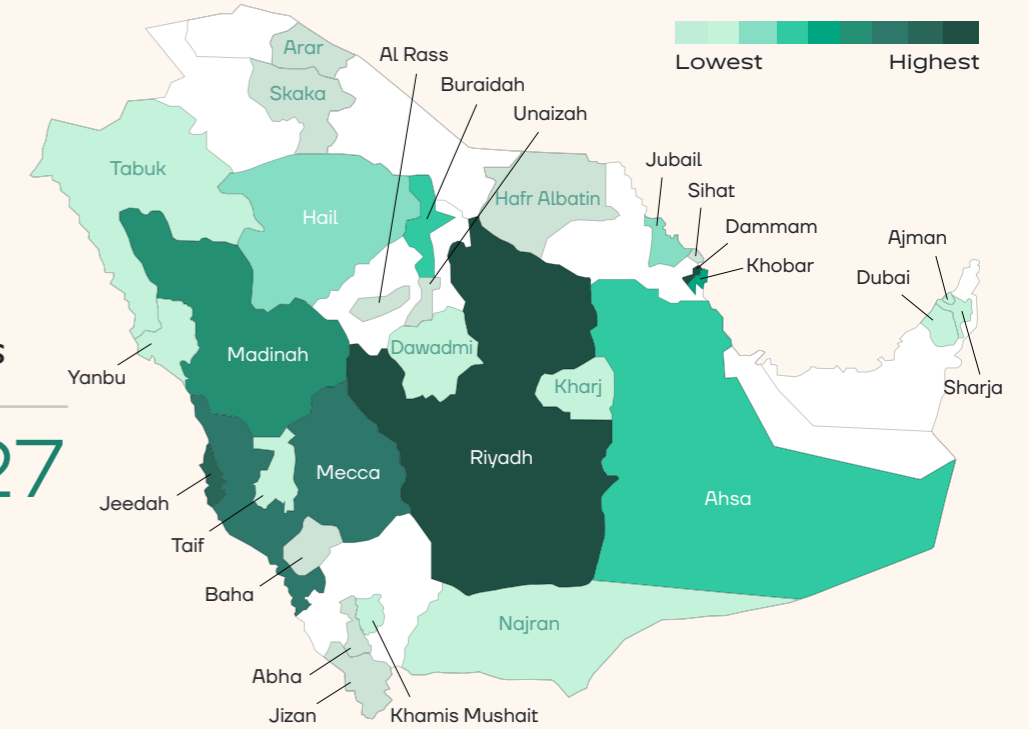 Arar
Al Rass
Lowest
Highest
Skaka
Buraidah
Unaizah
Tabuk
Jubail
Hail
Hafr Albatin
Sihat
Dammam
Ajman
Khobar
Dubai
s
Yanbu
Madinah
Dawadmi
Kharj
Sharja
27
Mecca
Riyadh
Jeedah
Ahsa
Taif
Baha
Najran
Abha
Jizan
Khamis Mushait